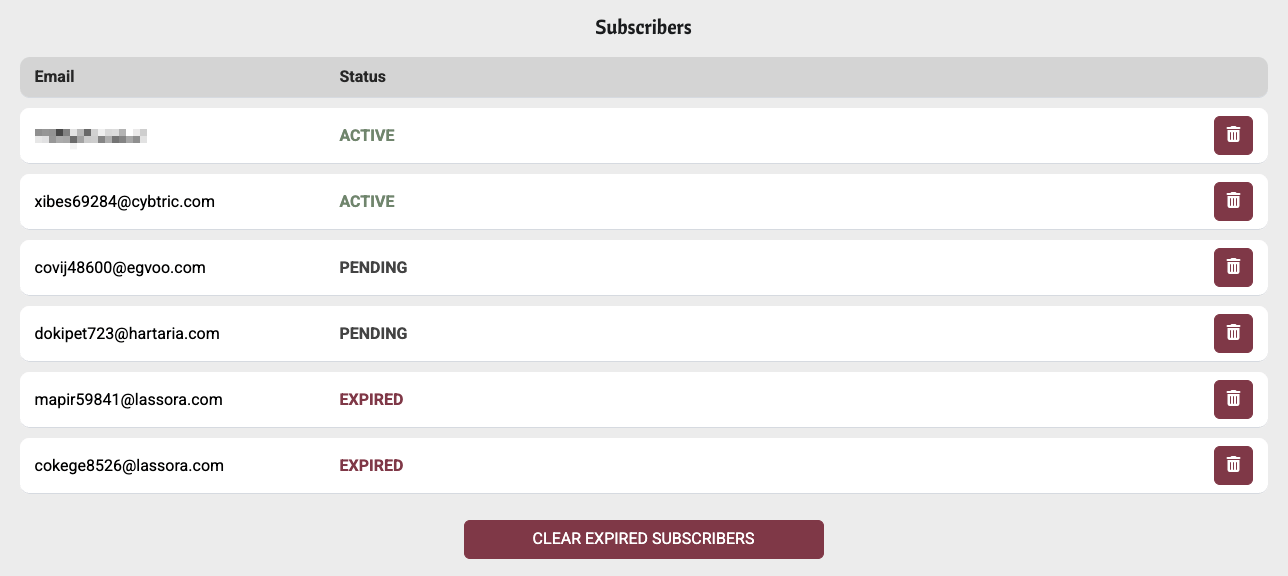 Subscribers
Email Status
ACTIVE
xibes69284@cybtric.com ACTIVE
covij48600@egvoo.com PENDING
dokipet723@hartaria.com PENDING
mapir59841@lassora.com EXPIRED
cokege8526@lassora.com EXPIRED
CLEAR EXPIRED SUBSCRIBERS